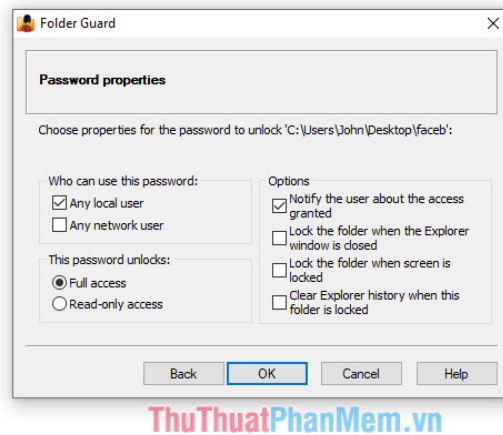 Folder Guard
Password properties
Choose properties for the password to unlock 'C:\Users\John\Desktop\faceb':
Who can use this password:
Any local user
Any network user
This password unlocks:
Full access
Read-only access
Options
Notify the user about the access
granted
Lock the folder when the Explorer
window is closed
Lock the folder when screen is
locked
Clear Explorer history when this
folder is locked
Back
OK
Cancel
Help
ThuThuatPhanMem.vn